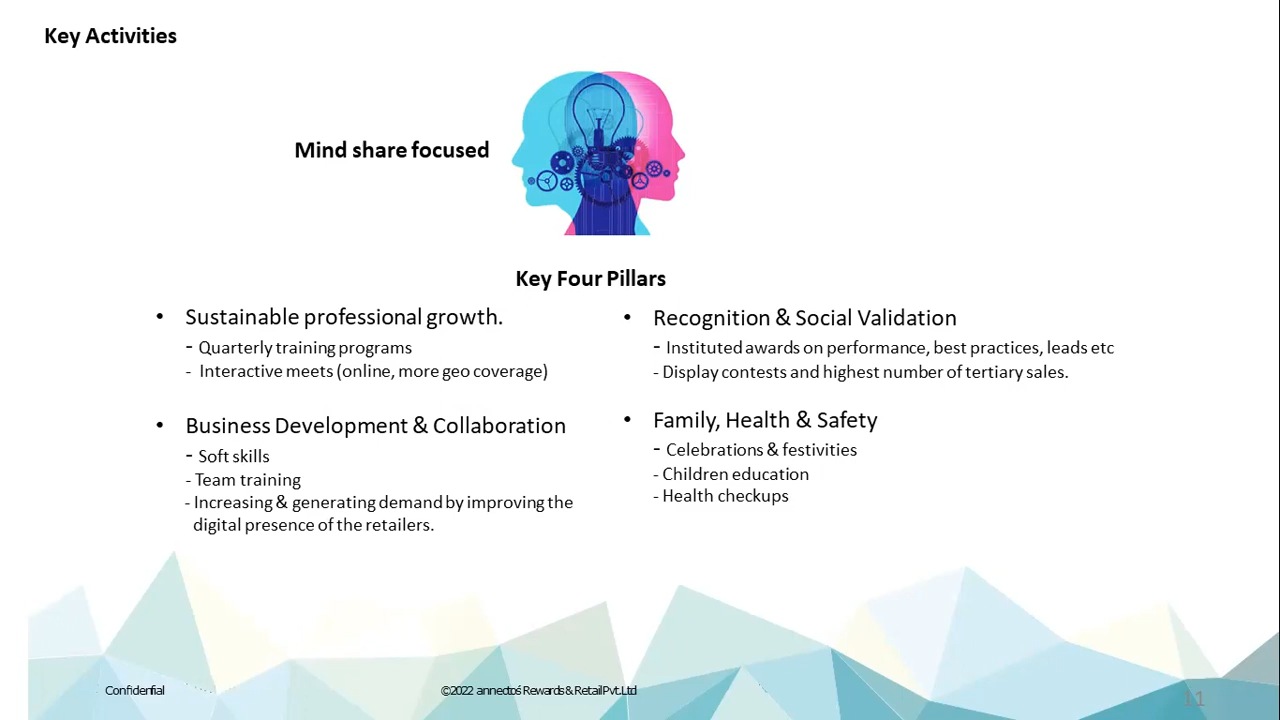 Key Activities
Mind share focused
Key Four Pillars
• Sustainable professional growth.
- Quarterly training programs
- Interactive meets (online, more geo coverage)
• Business Development & Collaboration
- Soft skills
- Team training
- Increasing & generating demand by improving the
digital presence of the retailers.
• Recognition & Social Validation
- Instituted awards on performance, best practices, leads etc
- Display contests and highest number of tertiary sales.
• Family, Health & Safety
- Celebrations & festivities
- Children education
- Health checkups
Confidential
©2022 annectos' Rewards & Retail Pvt. Ltd
11